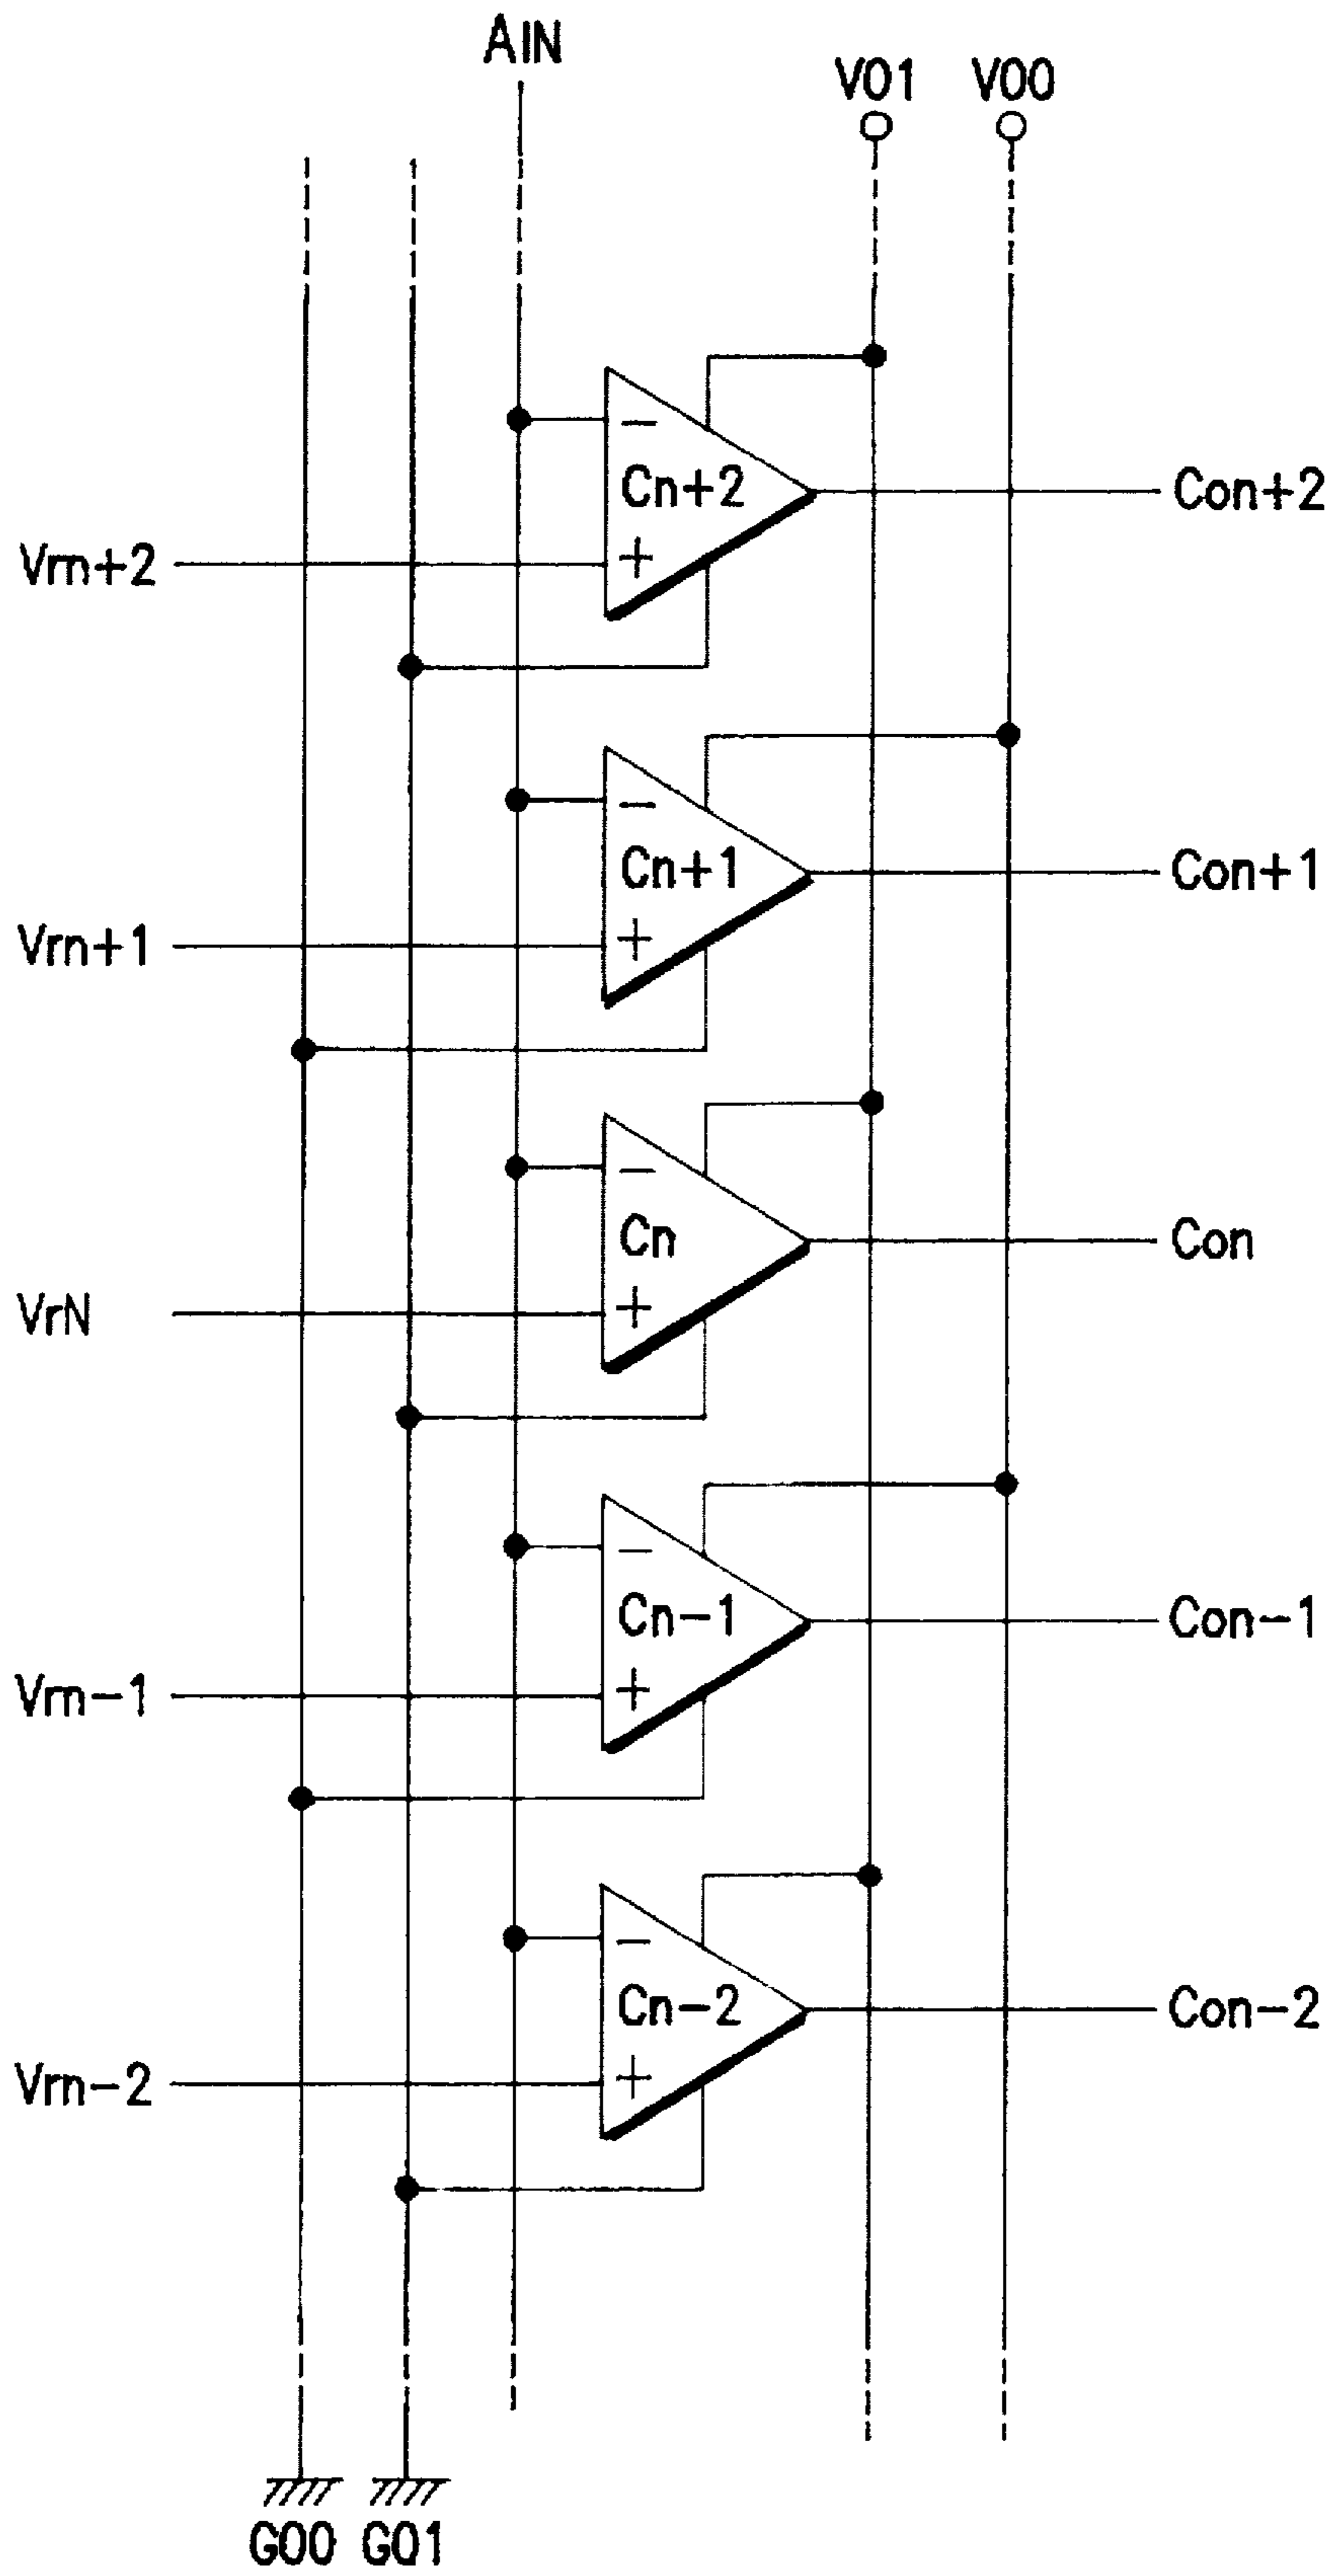 AIN
V01 V00
−
Cn+2
+
Con+2
Vrn+2
−
Cn+1
+
Con+1
Vrn+1
−
Cn
+
Con
VrN
−
Cn-1
+
Con-1
Vrn-1
−
Cn-2
+
Con-2
Vrn-2
G00 G01